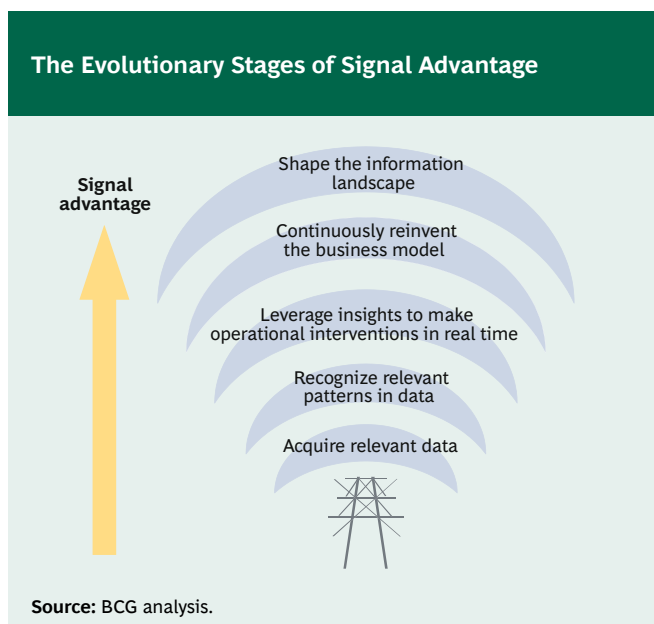 The Evolutionary Stages of Signal Advantage
Signal
advantage
Shape the information
landscape
Continuously reinvent
the business model
Leverage insights to make
operational interventions in real time
Recognize relevant
patterns in data
Acquire relevant data
Source: BCG analysis.